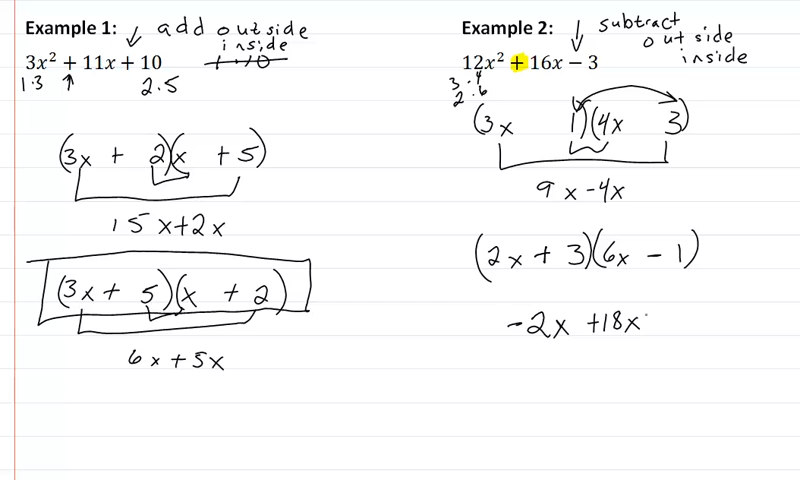 Example 1: ↓ add outside
inside
3x² + 11x + 10
1·3 ↑ 2·5
(3x + 2)(x + 5)
15x+2x
(3x + 5)(x + 2)
6x+5x
Example 2: ↓ subtract
outside
inside
12x² + 16x − 3
3·4
2·6
(3x 1)(4x 3)
9x-4x
(2x + 3)(6x - 1)
-2x +18x